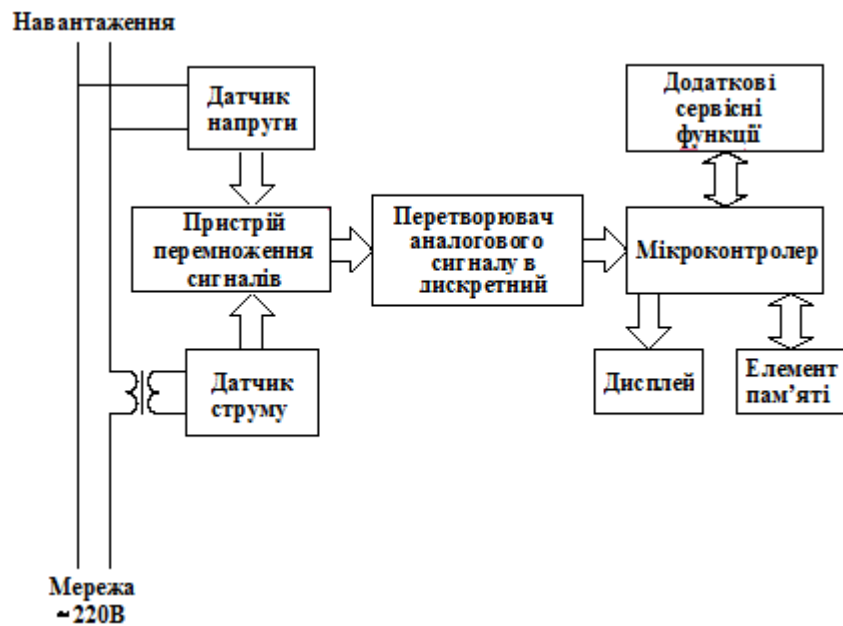 Навантаження
Датчик
напруги
Додаткові
сервісні
функції
Пристрій
перемноження
сигналів
Перетворювач
аналогового
сигналу в
дискретний
Мікроконтролер
Датчик
струму
Дисплей
Елемент
пам’яті
Мережа
~220В